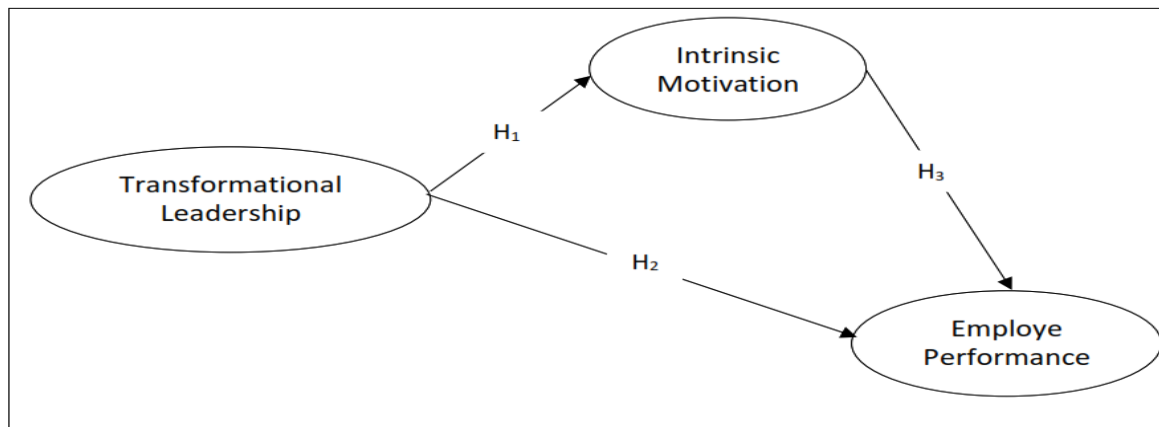 Intrinsic
Motivation
H₁
Transformational
Leadership
H₃
H₂
Employe
Performance